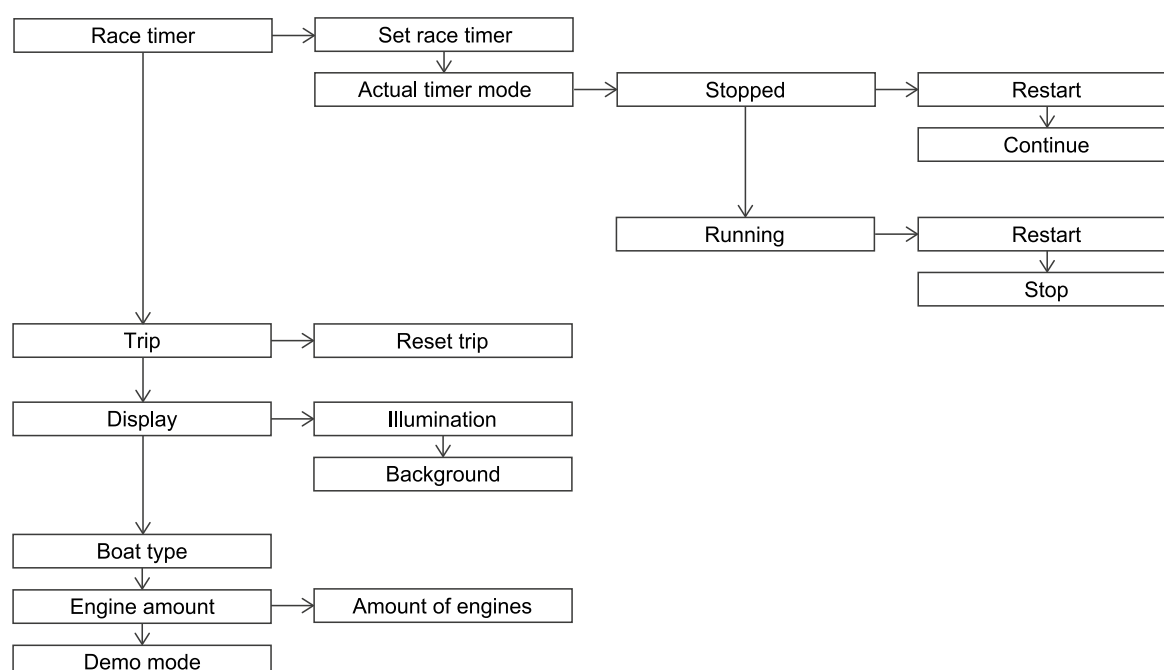 Race timer
Set race timer
Actual timer mode
Stopped
Restart
Continue
Running
Restart
Stop
Trip
Reset trip
Display
Illumination
Background
Boat type
Engine amount
Amount of engines
Demo mode